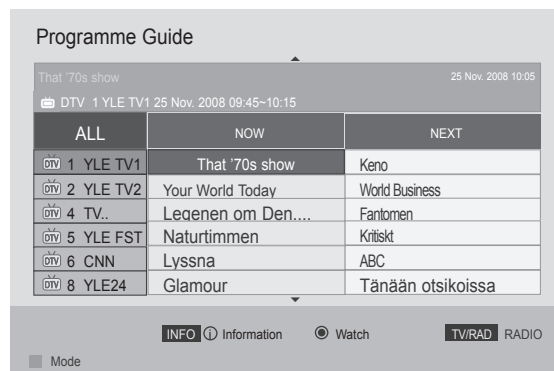 Programme Guide
That '70s show 25 Nov. 2008 10:05
DTV 1 YLE TV1 25 Nov. 2008 09:45~10:15
ALL NOW NEXT
DTV 1 YLE TV1 That '70s show Keno
DTV 2 YLE TV2 Your World Today World Business
DTV 4 TV.. Legenen om Den.... Fantomen
DTV 5 YLE FST Naturtimmen Kritiskt
DTV 6 CNN Lyssna ABC
DTV 8 YLE24 Glamour Tänään otsikoissa
INFO i Information Watch TV/RAD RADIO
Mode